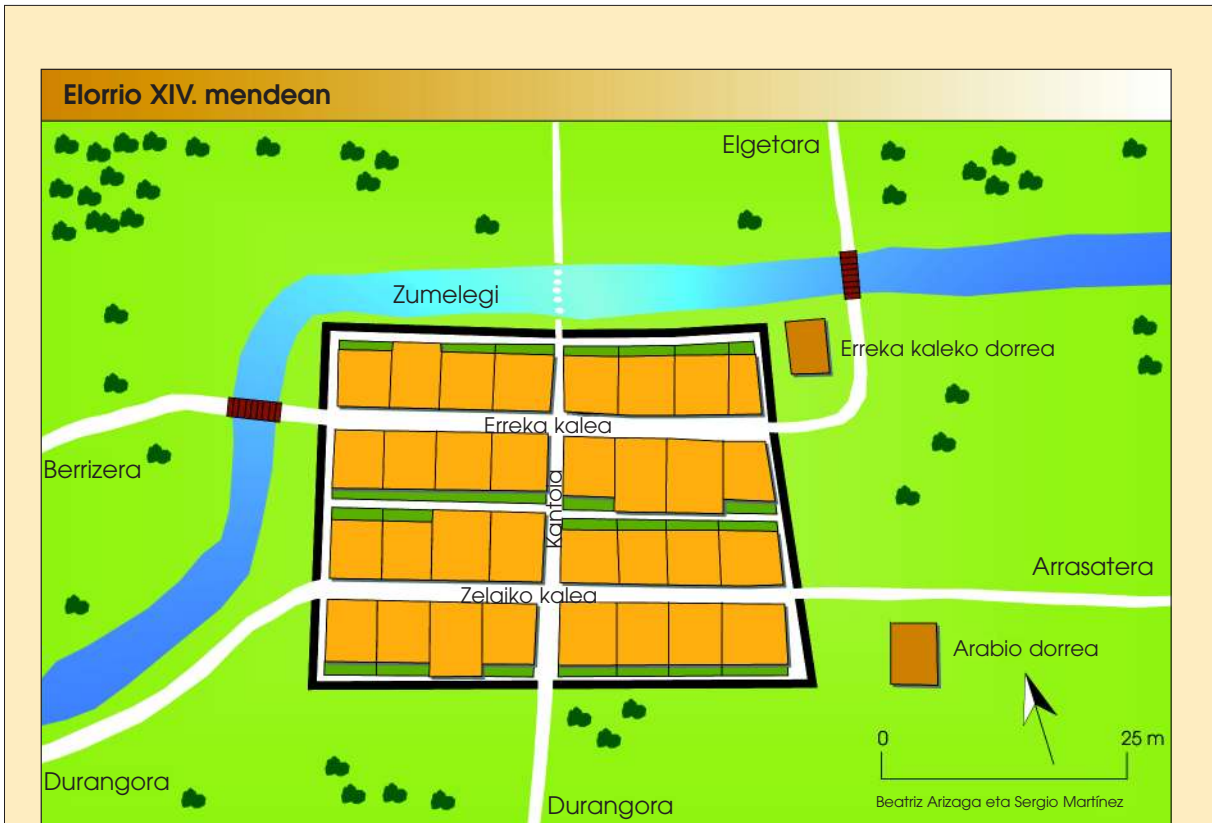 Elorrio XIV. mendean
Elgetara
Zumelegi
Erreka kaleko dorrea
Erreka kalea
Berrizera
Kantoia
Arrasatera
Zelaiko kalea
Arabio dorrea
0 25 m
Durangora
Durangora
Beatriz Arizaga eta Sergio Martínez